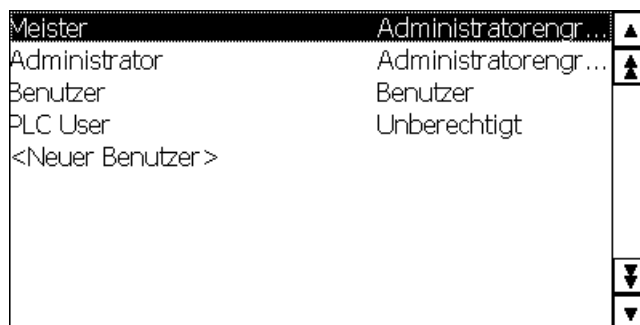 Meister Administratorengr...
Administrator Administratorengr...
Benutzer Benutzer
PLC User Unberechtigt
<Neuer Benutzer>